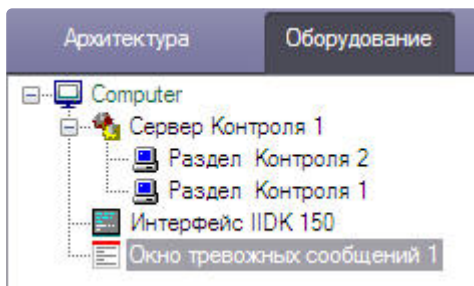 Архитектура Оборудование
Computer
Сервер Контроля 1
Раздел Контроля 2
Раздел Контроля 1
Интерфейс IIDK 150
Окно тревожных сообщений 1